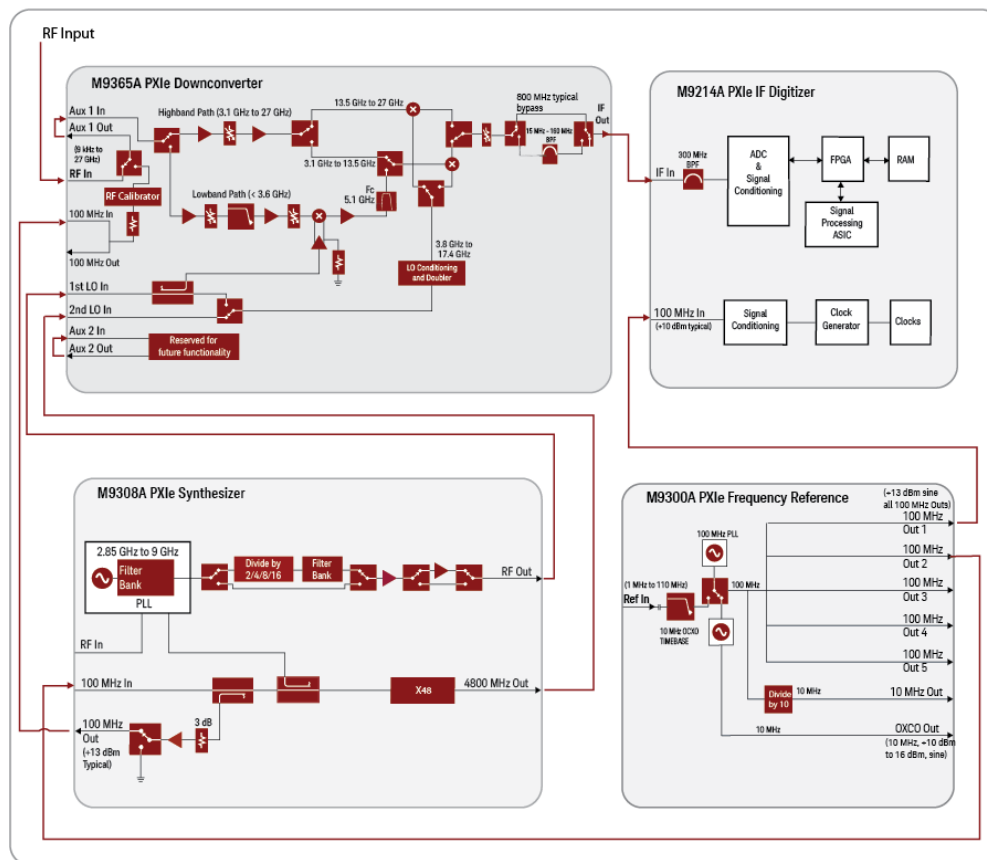 RF Input
M9365A PXIe Downconverter
Aux 1 In
Aux 1 Out
(9 kHz to
27 GHz)
RF In
RF Calibrator
100 MHz In
100 MHz Out
1st LO In
2nd LO In
Aux 2 In
Aux 2 Out
Reserved for
future functionality
Highband Path (3.1 GHz to 27 GHz)
13.5 GHz to 27 GHz
3.1 GHz to 13.5 GHz
Lowband Path (< 3.6 GHz)
Fc
5.1 GHz
3.8 GHz to
17.4 GHz
LO Conditioning
and Doubler
800 MHz typical
bypass
15 MHz - 160 MHz
BPF
IF
Out
M9214A PXIe IF Digitizer
IF In
300 MHz
BPF
ADC
&
Signal
Conditioning
FPGA
RAM
Signal
Processing
ASIC
100 MHz In
(+10 dBm typical)
Signal
Conditioning
Clock
Generator
Clocks
M9308A PXIe Synthesizer
2.85 GHz to 9 GHz
Filter
Bank
PLL
Divide by
2/4/8/16
Filter
Bank
RF Out
RF In
100 MHz In
X48
4800 MHz Out
100 MHz
Out
(+13 dBm
Typical)
3 dB
M9300A PXIe Frequency Reference
(+13 dBm sine
all 100 MHz Outs)
100 MHz
Out 1
100 MHz
Out 2
100 MHz
Out 3
100 MHz
Out 4
100 MHz
Out 5
100 MHz PLL
(1 MHz to 110 MHz)
Ref In
100 MHz
10 MHz OCXO
TIMEBASE
Divide
by 10
10 MHz
10 MHz Out
10 MHz
OXCO Out
(10 MHz, +10 dBm
to 16 dBm, sine)